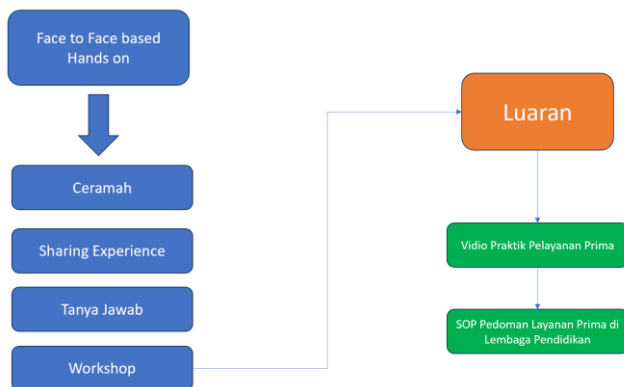 Face to Face based
Hands on
Ceramah
Sharing Experience
Tanya Jawab
Workshop
Luaran
Vidio Praktik Pelayanan Prima
SOP Pedoman Layanan Prima di
Lembaga Pendidikan